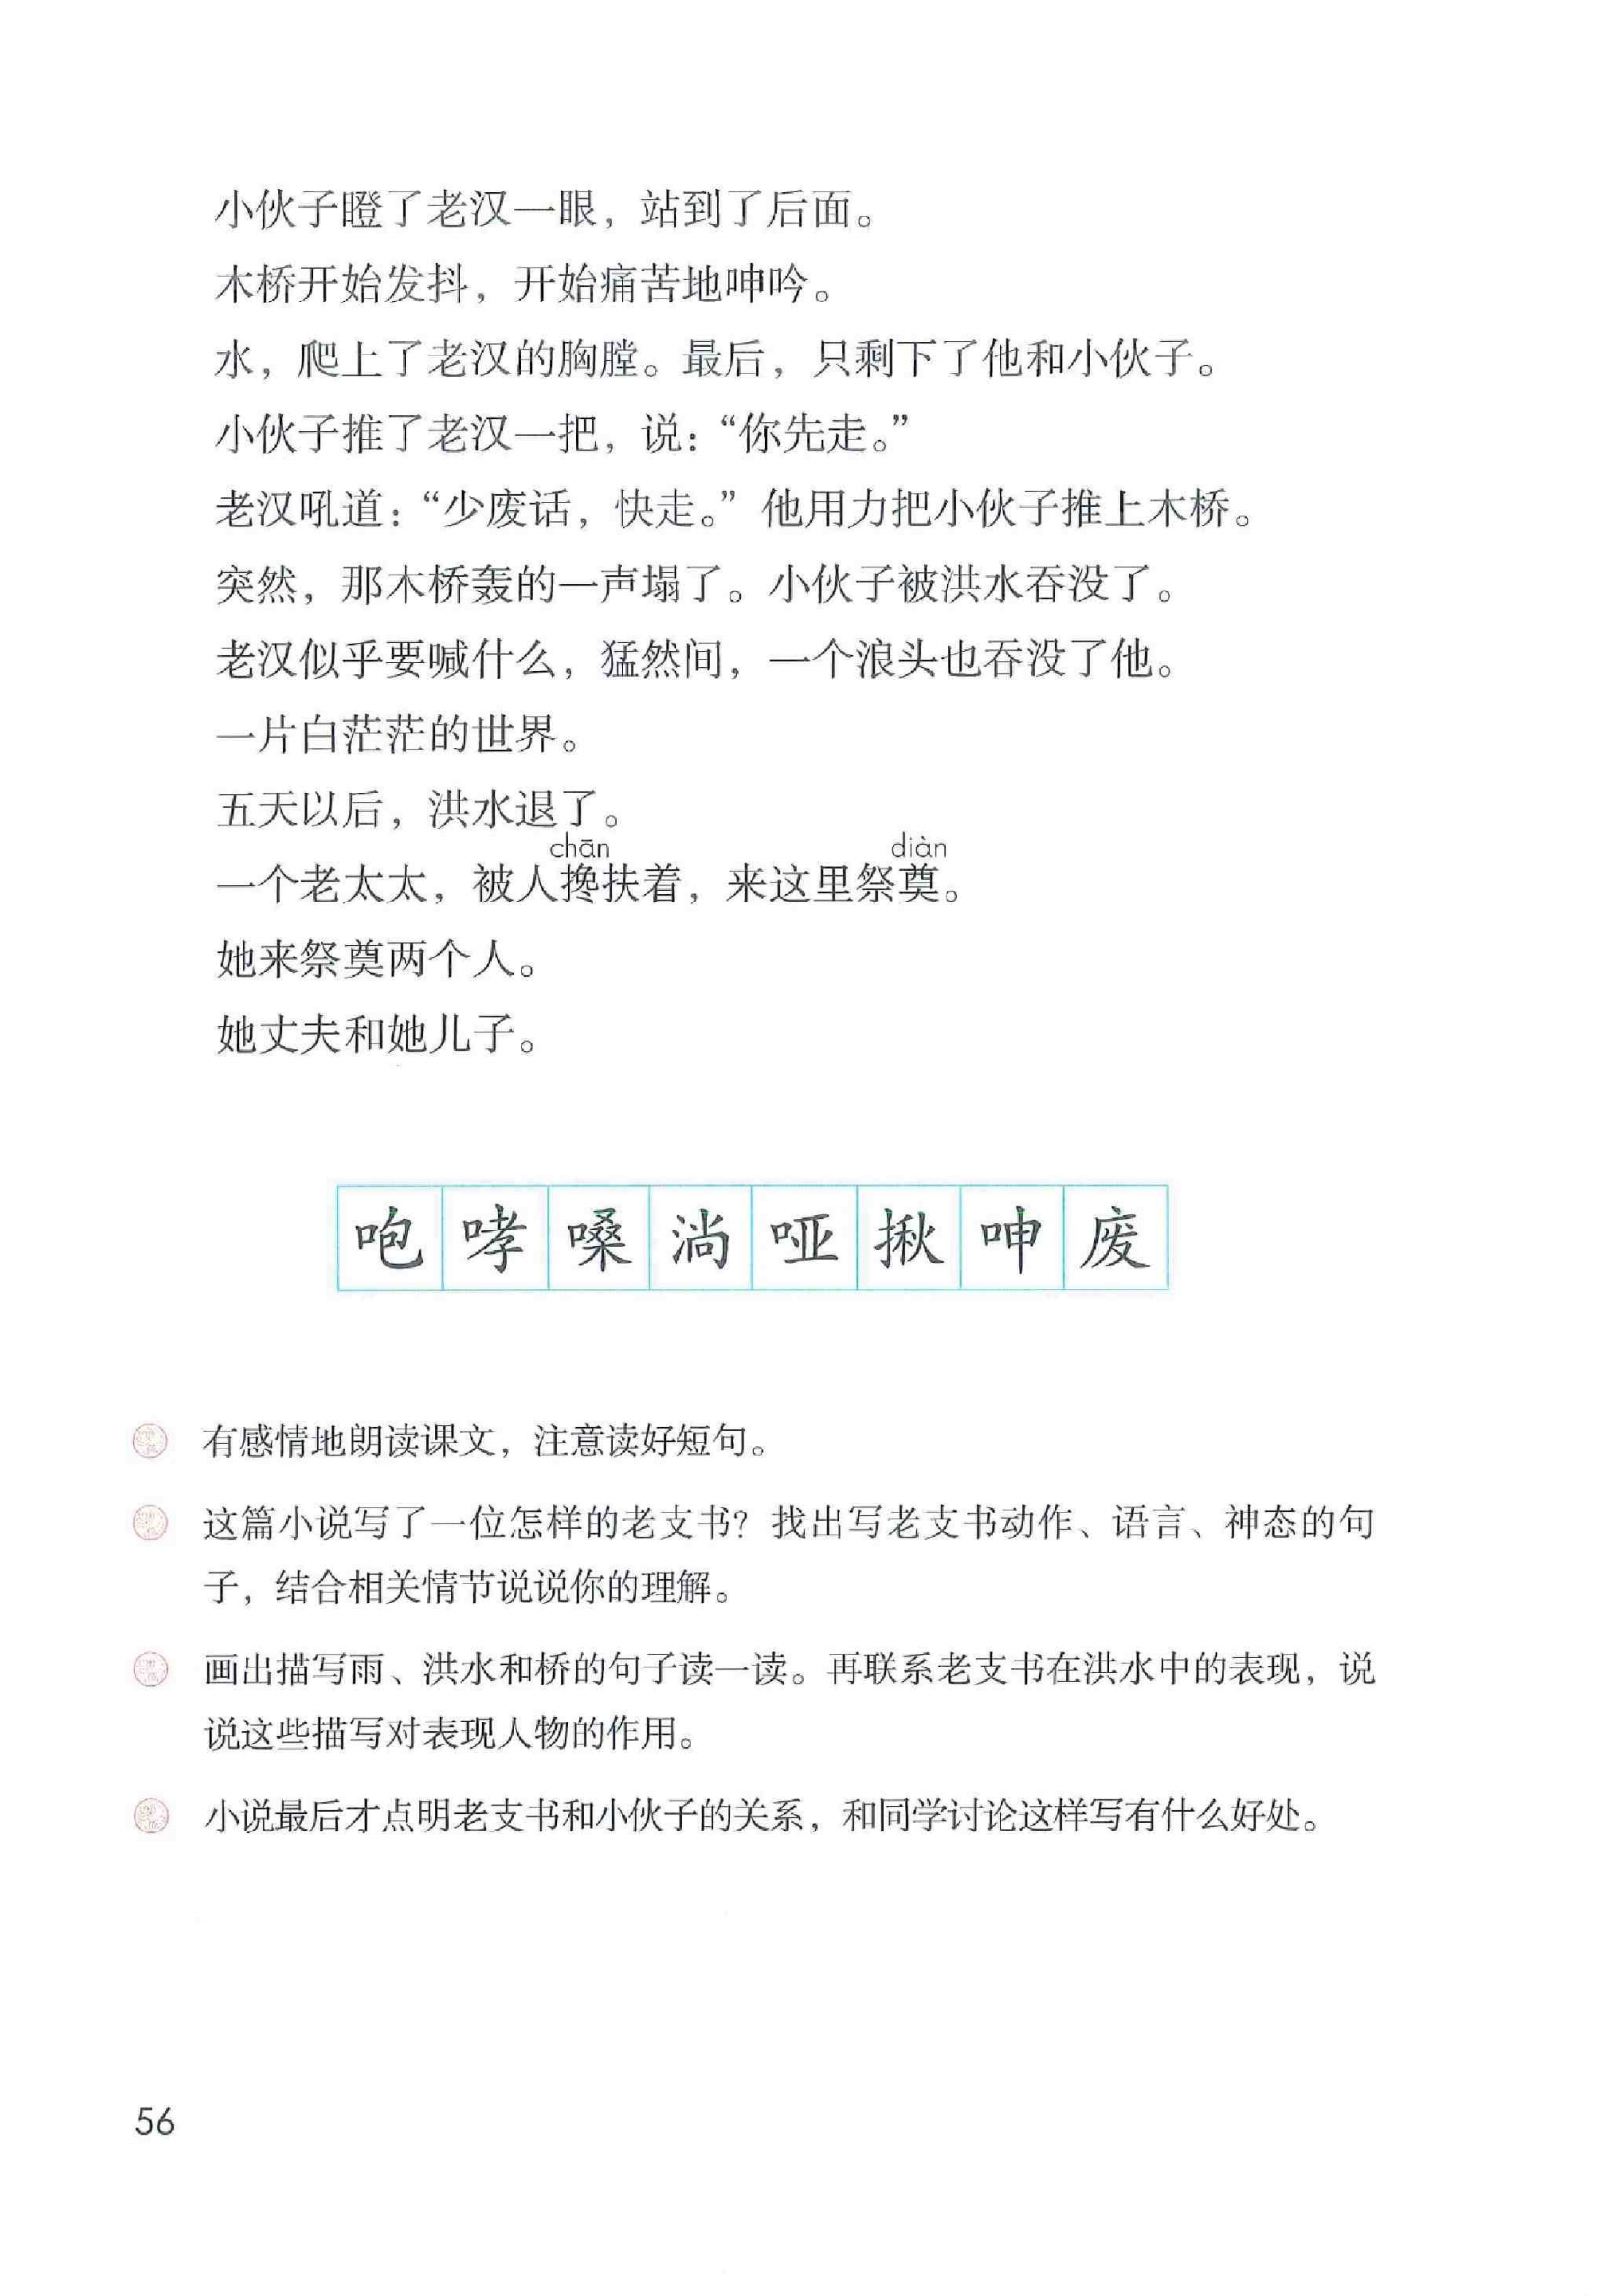 小伙子瞪了老汉一眼，站到了后面。
木桥开始发抖，开始痛苦地呻吟。
水，爬上了老汉的胸膛。最后，只剩下了他和小伙子。
小伙子推了老汉一把，说：“你先走。”
老汉吼道：“少废话，快走。”他用力把小伙子推上木桥。
突然，那木桥轰的一声塌了。小伙子被洪水吞没了。
老汉似乎要喊什么，猛然间，一个浪头也吞没了他。
一片白茫茫的世界。
五天以后，洪水退了。
chān diàn
一个老太太，被人搀扶着，来这里祭奠。
她来祭奠两个人。
她丈夫和她儿子。
咆 哮 嗓 淌 哑 揪 呻 废
有感情地朗读课文，注意读好短句。
这篇小说写了一位怎样的老支书？找出写老支书动作、语言、神态的句
子，结合相关情节说说你的理解。
画出描写雨、洪水和桥的句子读一读。再联系老支书在洪水中的表现，说
说这些描写对表现人物的作用。
小说最后才点明老支书和小伙子的关系，和同学讨论这样写有什么好处。
56